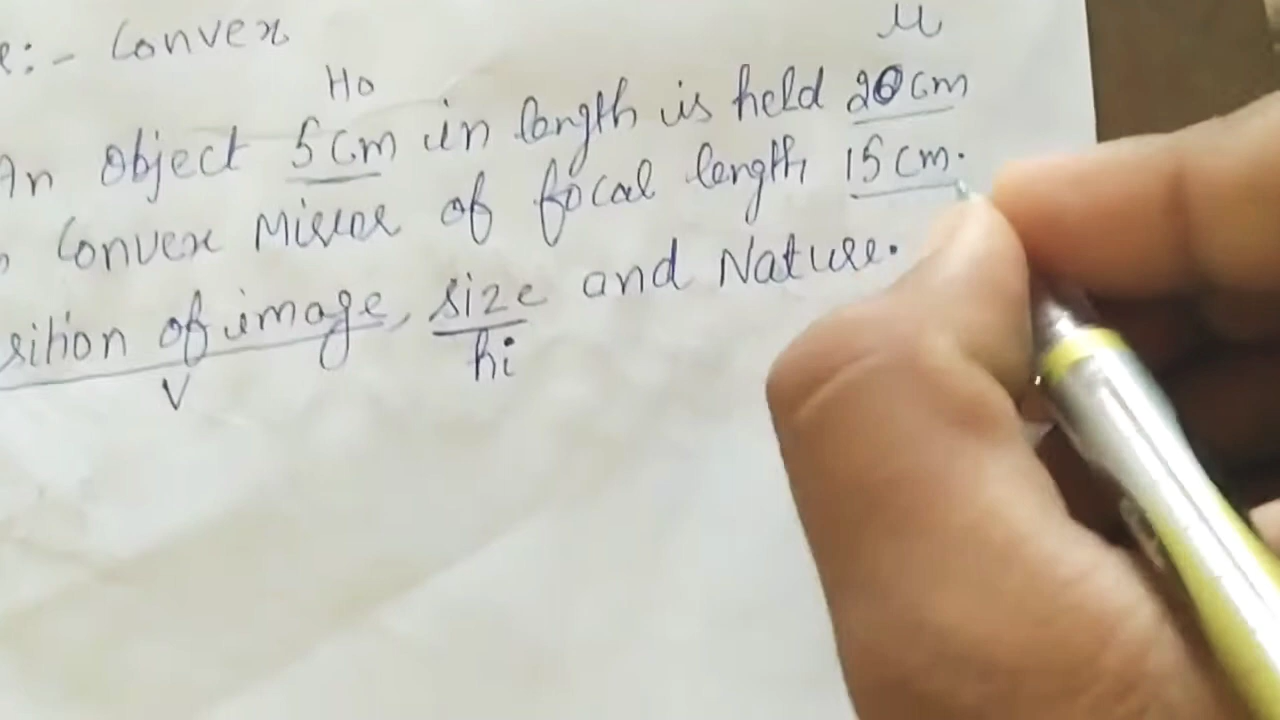 :- Convex
u
Ho
An object 5cm in length is held 20cm
Convex Mirror of focal length 15cm.
sition of image, size and Nature.
V hi